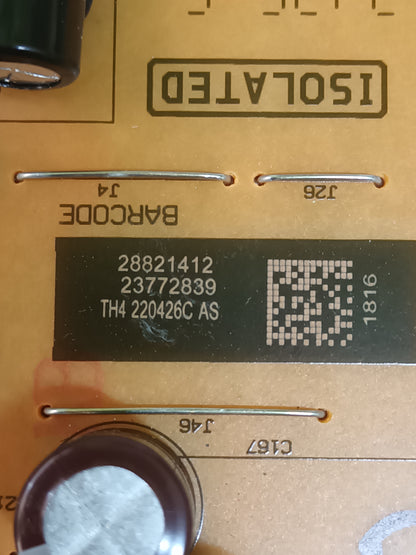 ISOLATED
J4
J26
BARCODE
28821412
23772839
TH4 220426C AS
1816
J46
C167